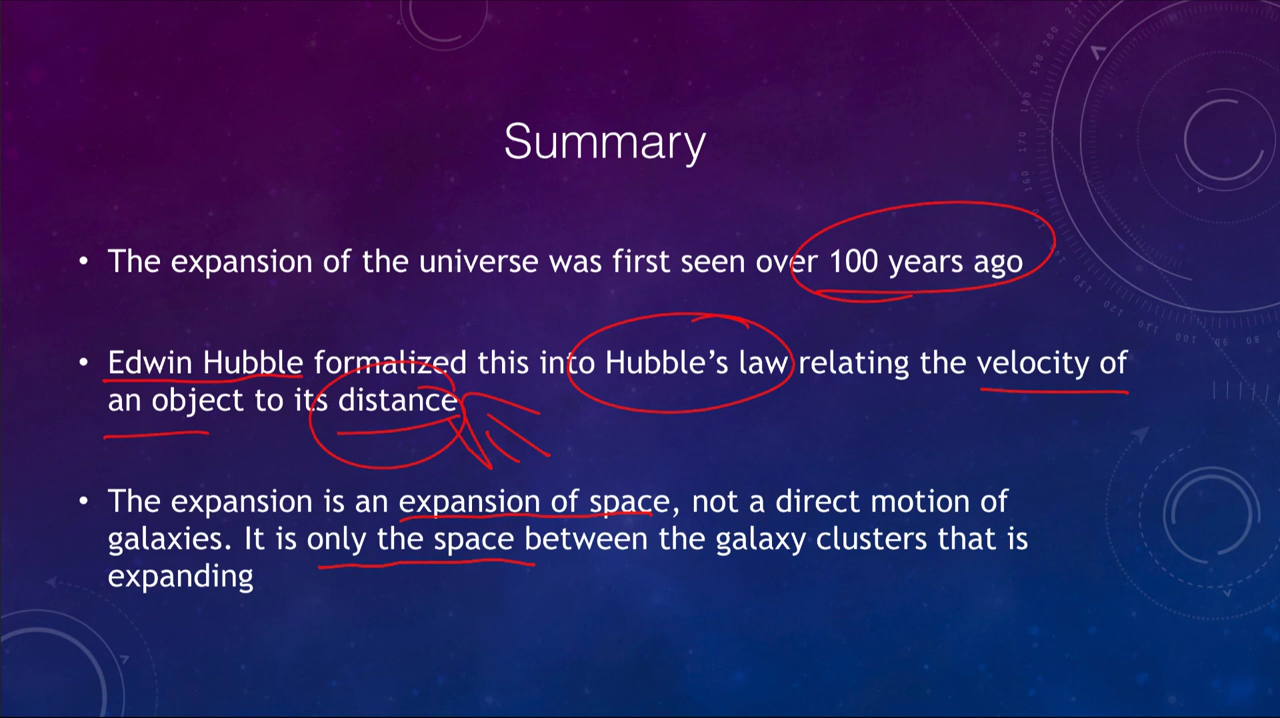 Summary
• The expansion of the universe was first seen over 100 years ago
• Edwin Hubble formalized this into Hubble’s law relating the velocity of
an object to its distance
• The expansion is an expansion of space, not a direct motion of
galaxies. It is only the space between the galaxy clusters that is
expanding